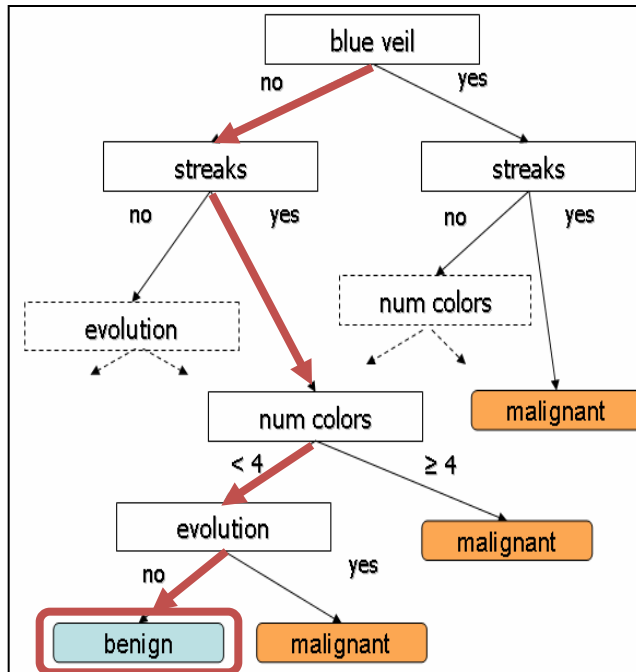 blue veil
no yes
streaks streaks
no yes no yes
evolution num colors
num colors malignant
< 4 ≥ 4
evolution malignant
no yes
benign malignant